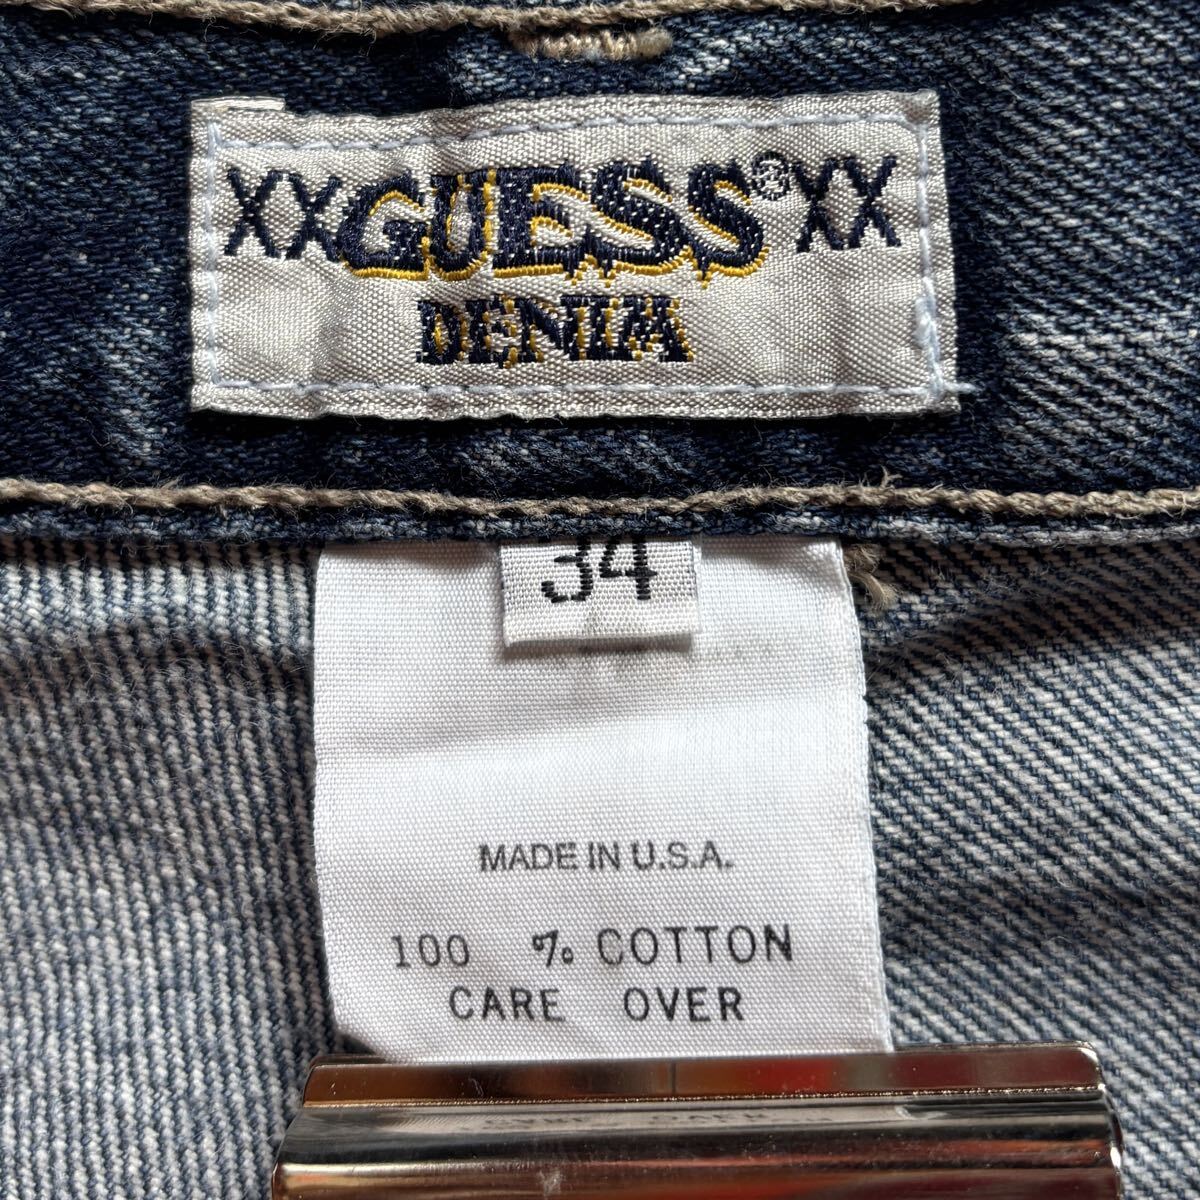 XXGUESS®XX
DENIM
34
MADE IN U.S.A.
100 % COTTON
CARE OVER